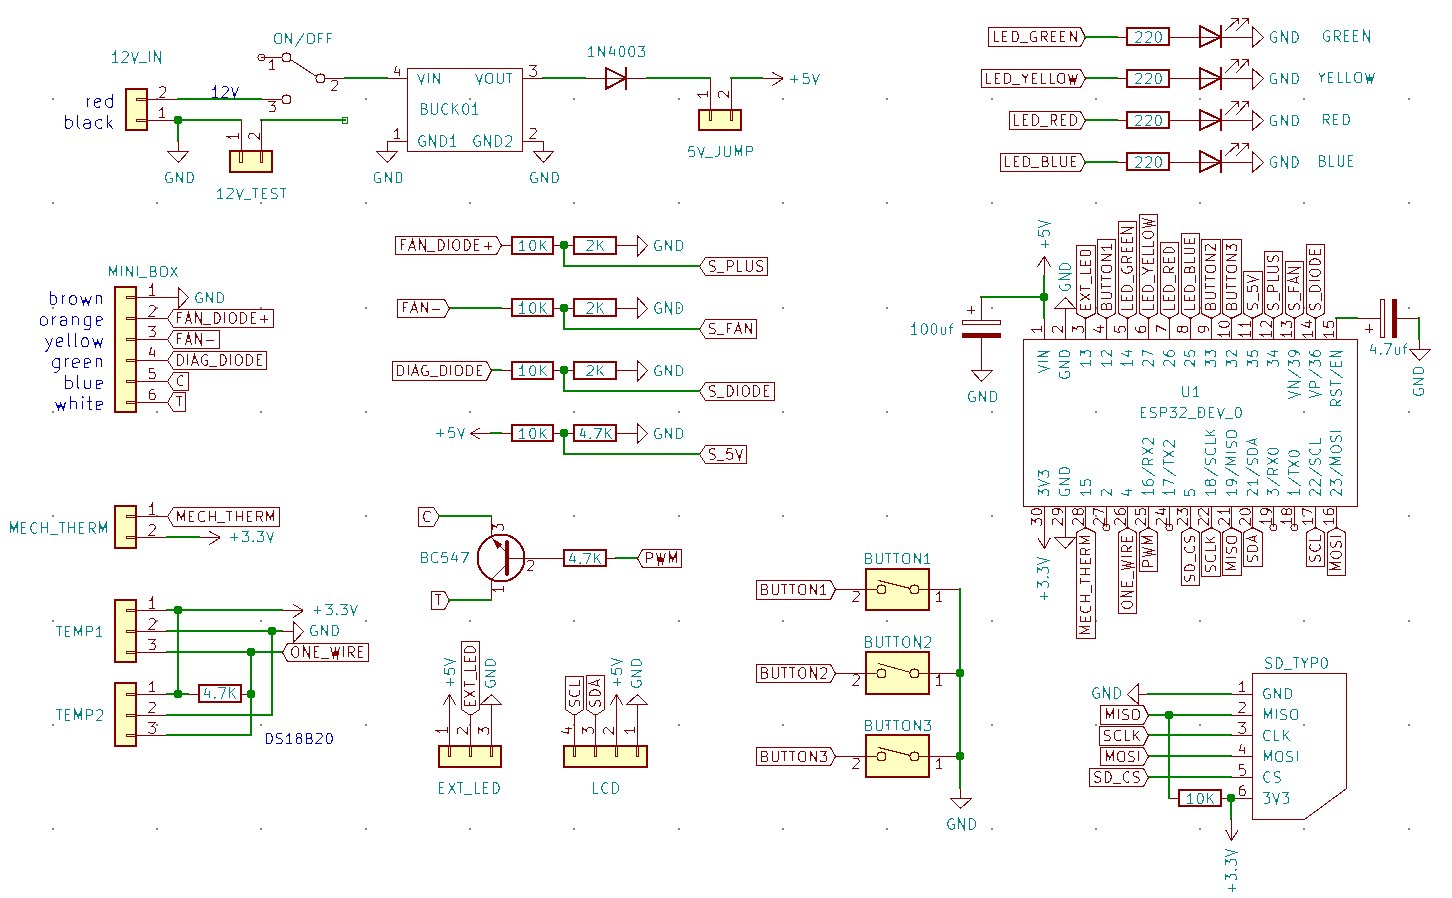 ON/OFF
12V_IN
1
2
3
12V
red
black
2
1
1
2
12V_TEST
GND
4 VIN VOUT 3
BUCK01
1 GND1 GND2 2
GND
GND
1N4003
+5V
1
2
5V_JUMP
LED_GREEN 220 GND GREEN
LED_YELLOW 220 GND YELLOW
LED_RED 220 GND RED
LED_BLUE 220 GND BLUE
MINI_BOX
brown 1 GND
orange 2 FAN_DIODE+
yellow 3 FAN-
green 4 DIAG_DIODE
blue 5 C
white 6 T
FAN_DIODE+ 10K 2K GND
S_PLUS
FAN- 10K 2K GND
S_FAN
DIAG_DIODE 10K 2K GND
S_DIODE
+5V 10K 4.7K GND
S_5V
+5V
GND
EXT_LED
BUTTON1
LED_GREEN
LED_YELLOW
LED_RED
LED_BLUE
BUTTON2
BUTTON3
S_5V
S_PLUS
S_FAN
S_DIODE
+
100uf
GND
1 2 3 4 5 6 7 8 9 10 11 12 13 14 15
+
4.7uf
GND
VIN GND 13 12 14 27 26 25 33 32 35 34 VN/39 VP/36 RST/EN
U1
ESP32_DEV_0
3V3 GND 15 2 4 16/RX2 17/TX2 5 18/SCLK 19/MISO 21/SDA 3/RX0 1/TX0 22/SCL 23/MOSI
30 29 28 27 26 25 24 23 22 21 20 19 18 17 16
+3.3V
MECH_THERM
ONE_WIRE
PWM
SD_CS
SCLK
MISO
SDA
SCL
MOSI
MECH_THERM
1 MECH_THERM
2 +3.3V
C
3
BC547
2
4.7K PWM
1
T
TEMP1
1 +3.3V
2 GND
3 ONE_WIRE
TEMP2
1 4.7K
2
3
DS18B20
+5V
EXT_LED
GND
1 2 3
EXT_LED
SCL
SDA
+5V
GND
4 3 2 1
LCD
BUTTON1
BUTTON1 2 1
BUTTON2
BUTTON2 2 1
BUTTON3
BUTTON3 2 1
GND
SD_TYPO
GND 1 GND
MISO 2 MISO
SCLK 3 CLK
MOSI 4 MOSI
SD_CS 5 CS
10K 6 3V3
+3.3V